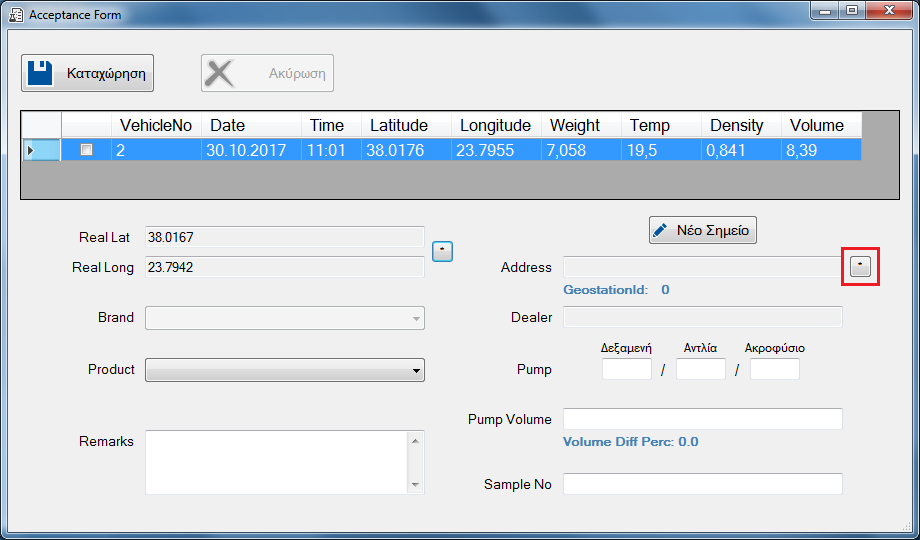 Acceptance Form
Καταχώρηση Ακύρωση
VehicleNo Date Time Latitude Longitude Weight Temp Density Volume
2 30.10.2017 11:01 38.0176 23.7955 7,058 19,5 0,841 8,39
Νέο Σημείο
Real Lat 38.0167
Real Long 23.7942
Address
GeostationId: 0
Brand
Dealer
Δεξαμενή Αντλία Ακροφύσιο
Product
Pump / /
Pump Volume
Remarks
Volume Diff Perc: 0.0
Sample No